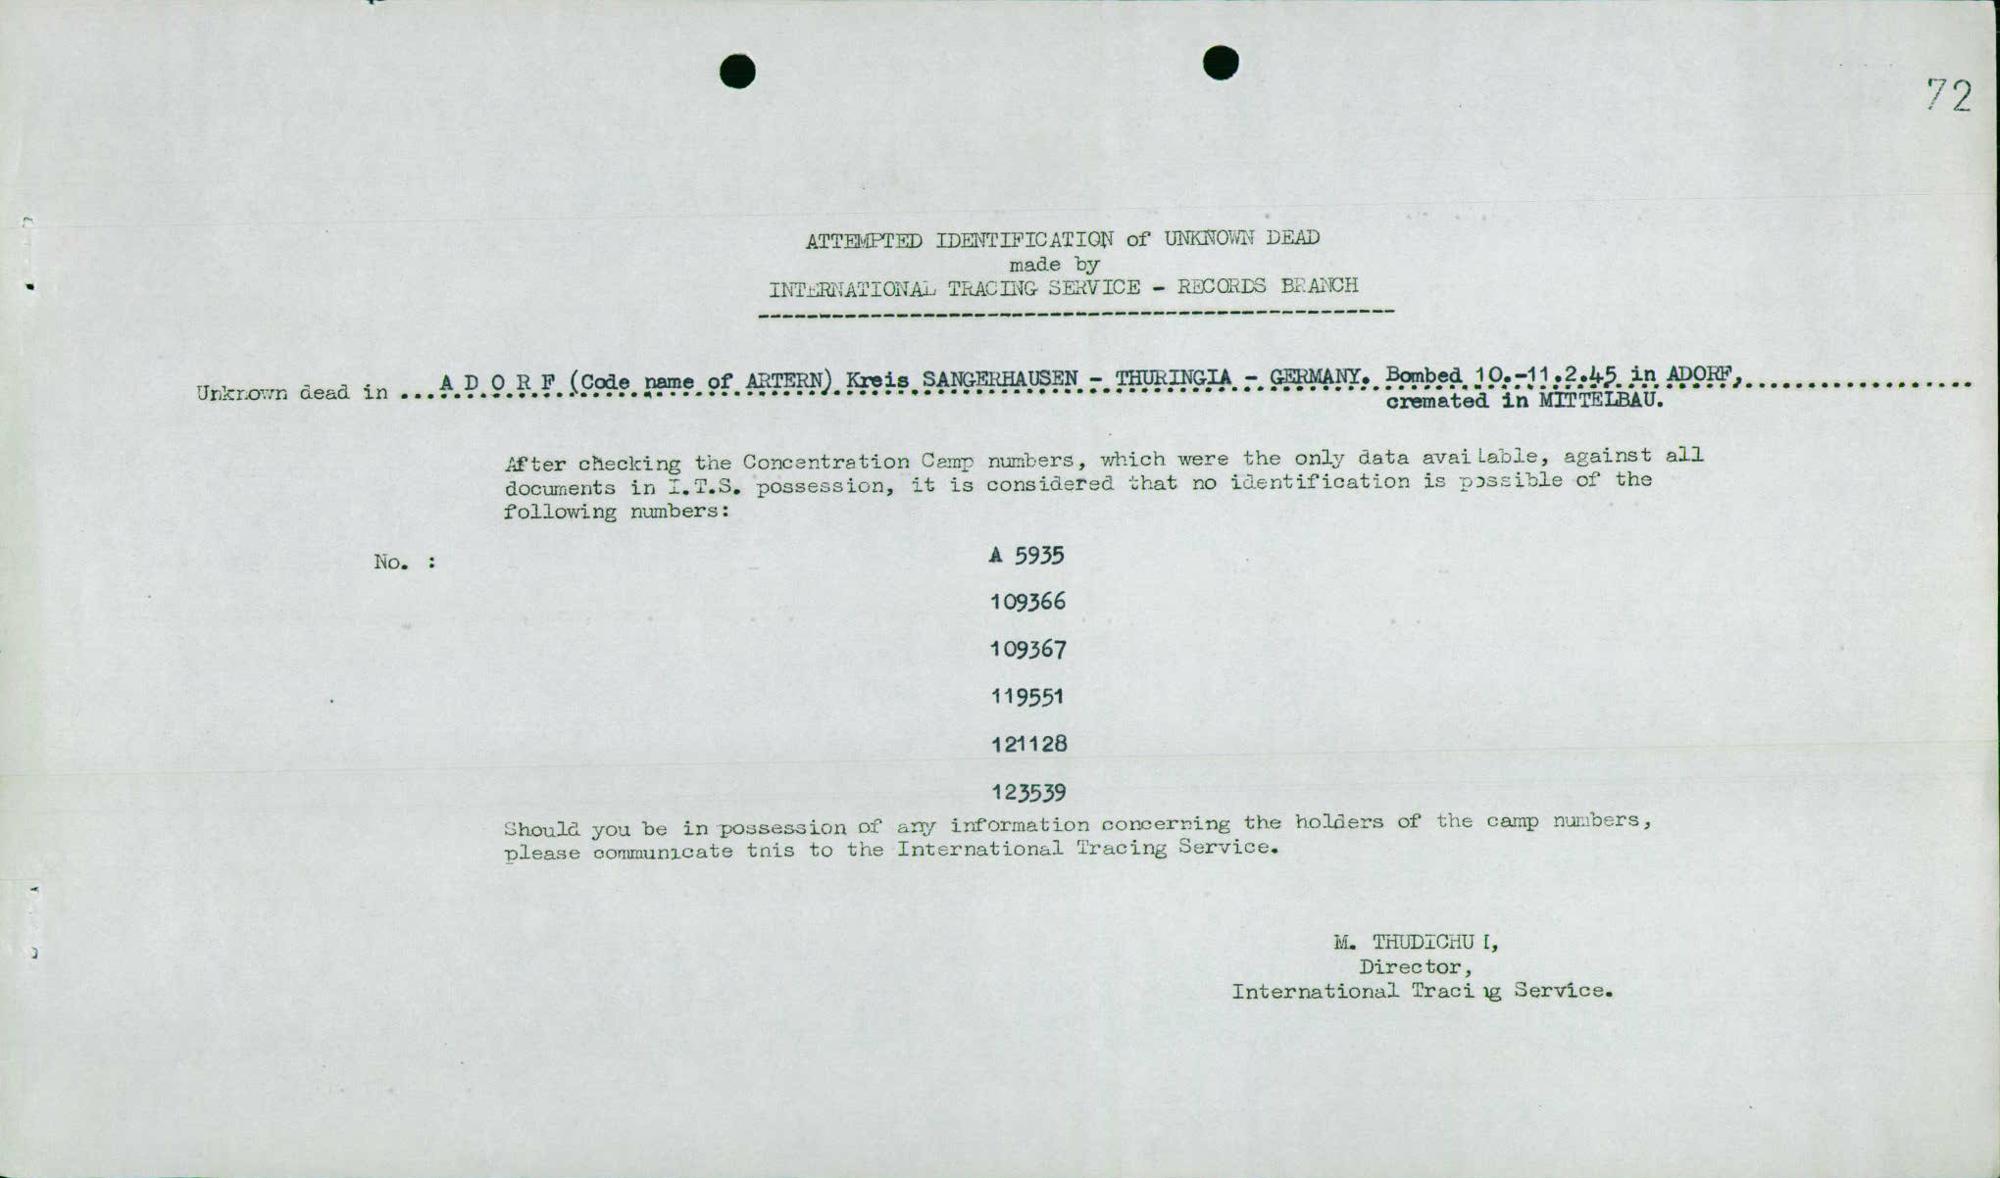 72
ATTEMPTED IDENTIFICATION of UNKNOWN DEAD
made by
INTERNATIONAL TRACING SERVICE - RECORDS BRANCH
Unknown dead in ...A D O R F (Code name of ARTERN) Kreis SANGERHAUSEN - THURINGIA - GERMANY. Bombed 10.-11.2.45 in ADORF,
cremated in MITTELBAU.
After checking the Concentration Camp numbers, which were the only data available, against all
documents in I.T.S. possession, it is considered that no identification is possible of the
following numbers:
No. :
A 5935
109366
109367
119551
121128
123539
Should you be in possession of any information concerning the holders of the camp numbers,
please communicate this to the International Tracing Service.
M. THUDICHUM,
Director,
International Tracing Service.